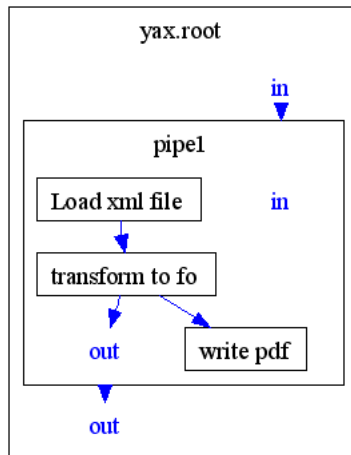 yax.root
in
pipe1
Load xml file
in
transform to fo
out
write pdf
out